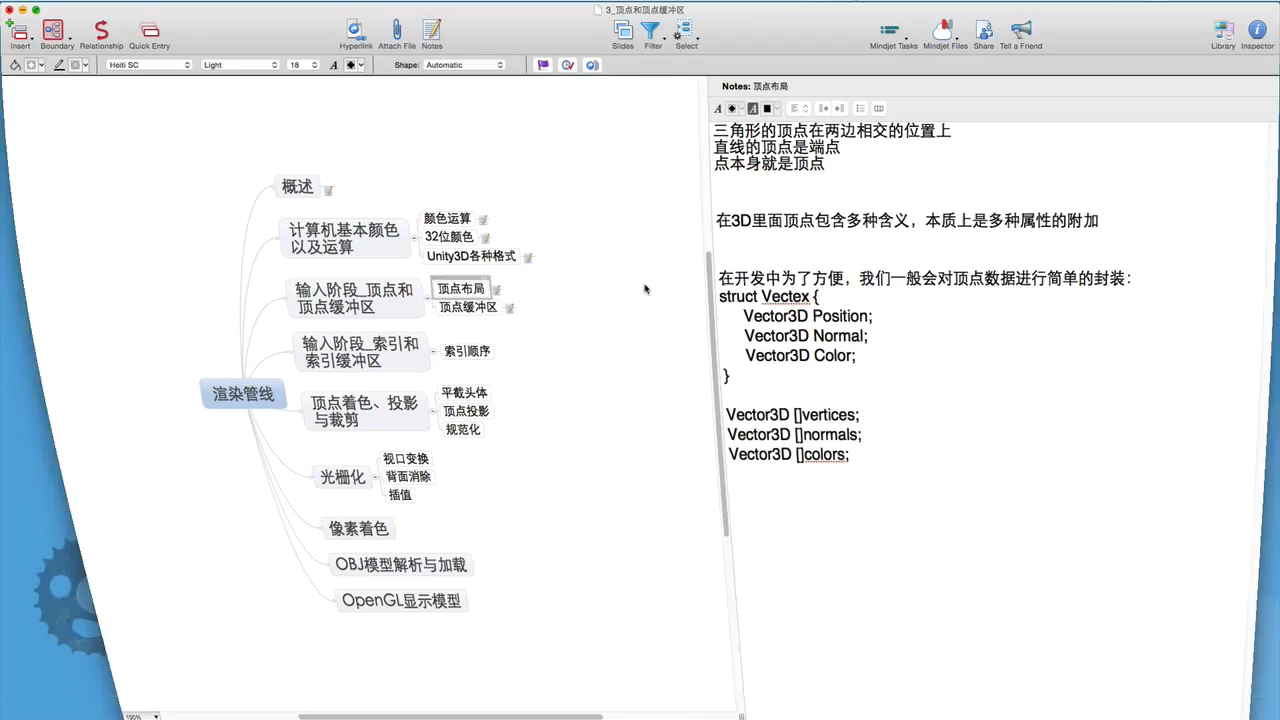 3_顶点和顶点缓冲区
Insert
Boundary
Relationship
Quick Entry
Hyperlink
Attach File
Notes
Slides
Filter
Select
Mindjet Tasks
Mindjet Files
Share
Tell a Friend
Library
Inspector
Heiti SC
Light
18
Shape:
Automatic
Notes: 顶点布局
三角形的顶点在两边相交的位置上
直线的顶点是端点
点本身就是顶点
在3D里面顶点包含多种含义，本质上是多种属性的附加
在开发中为了方便，我们一般会对顶点数据进行简单的封装：
struct Vectex {
Vector3D Position;
Vector3D Normal;
Vector3D Color;
}
Vector3D []vertices;
Vector3D []normals;
Vector3D []colors;
渲染管线
概述
计算机基本颜色
以及运算
颜色运算
32位颜色
Unity3D各种格式
输入阶段_顶点和
顶点缓冲区
顶点布局
顶点缓冲区
输入阶段_索引和
索引缓冲区
索引顺序
顶点着色、投影
与裁剪
平截头体
顶点投影
规范化
光栅化
视口变换
背面消除
插值
像素着色
OBJ模型解析与加载
OpenGL显示模型